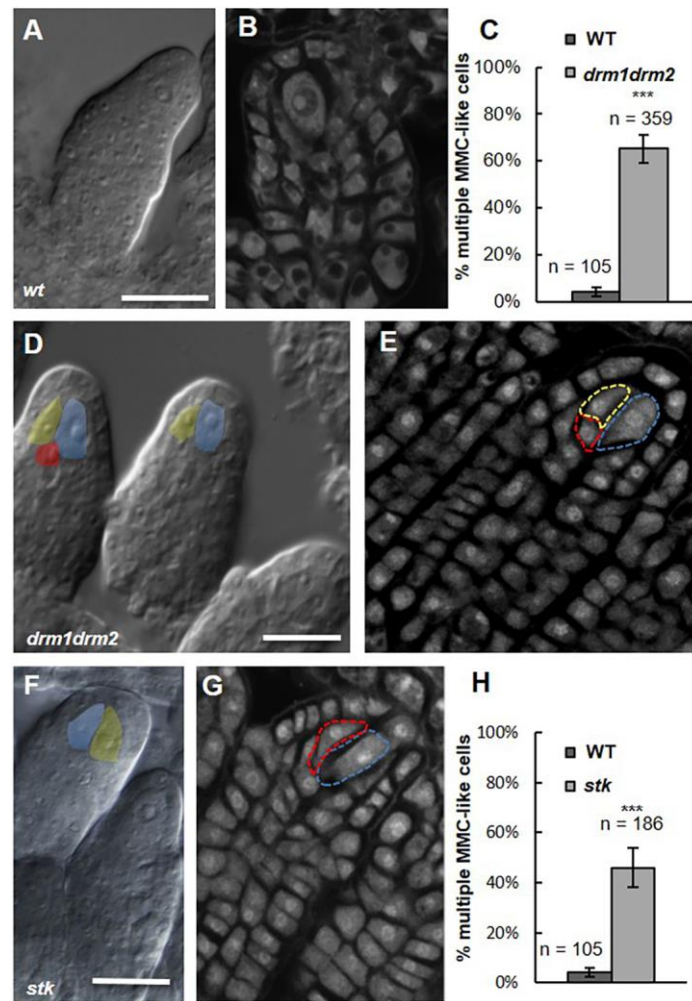 A
wt
B
C
WT
drm1drm2
% multiple MMC-like cells
100%
80%
60%
40%
20%
0%
***
n = 359
n = 105
D
drm1drm2
E
F
stk
G
H
WT
stk
% multiple MMC-like cells
100%
80%
60%
40%
20%
0%
***
n = 186
n = 105